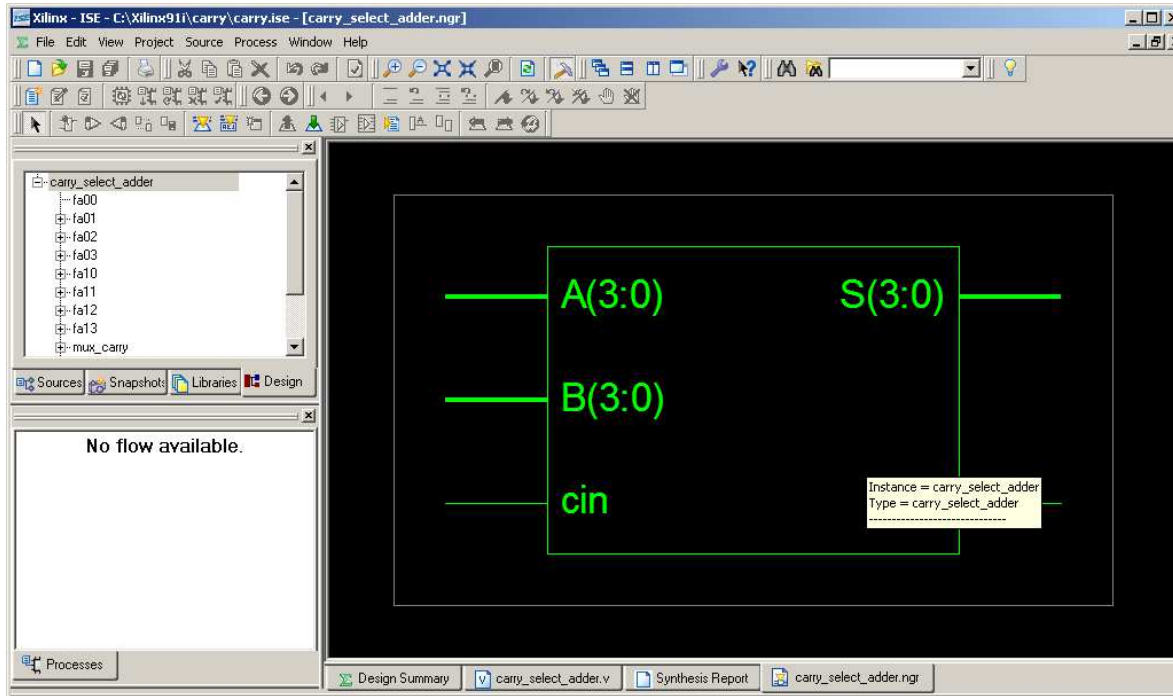 Xilinx - ISE - C:\Xilinx91i\carry\carry.ise - [carry_select_adder.ngr]
File Edit View Project Source Process Window Help
carry_select_adder
fa00
fa01
fa02
fa03
fa10
fa11
fa12
fa13
mux_carry
Sources Snapshots Libraries Design
No flow available.
Processes
A(3:0) S(3:0)
B(3:0)
cin
Instance = carry_select_adder
Type = carry_select_adder
------------------------------
Design Summary carry_select_adder.v Synthesis Report carry_select_adder.ngr